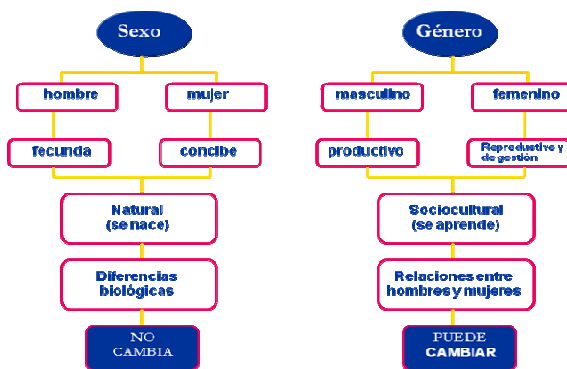 Sexo
hombre
mujer
fecunda
concibe
Natural
(se nace)
Diferencias
biológicas
NO
CAMBIA
Género
masculino
femenino
productivo
Reproductivo y
de gestión
Sociocultural
(se aprende)
Relaciones entre
hombres y mujeres
PUEDE
CAMBIAR